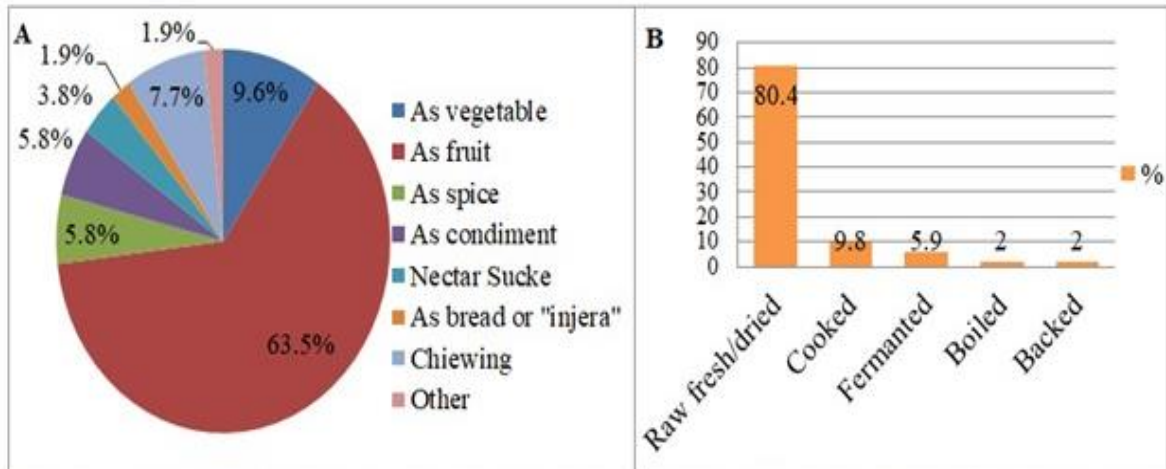 A
1.9%
1.9%
3.8%
5.8%
7.7%
9.6%
5.8%
63.5%
As vegetable
As fruit
As spice
As condiment
Nectar Sucke
As bread or "injera"
Chiewing
Other
B
90
80
70
60
50
40
30
20
10
0
80.4
9.8
5.9
2
2
%
Raw fresh/dried
Cooked
Fermanted
Boiled
Backed